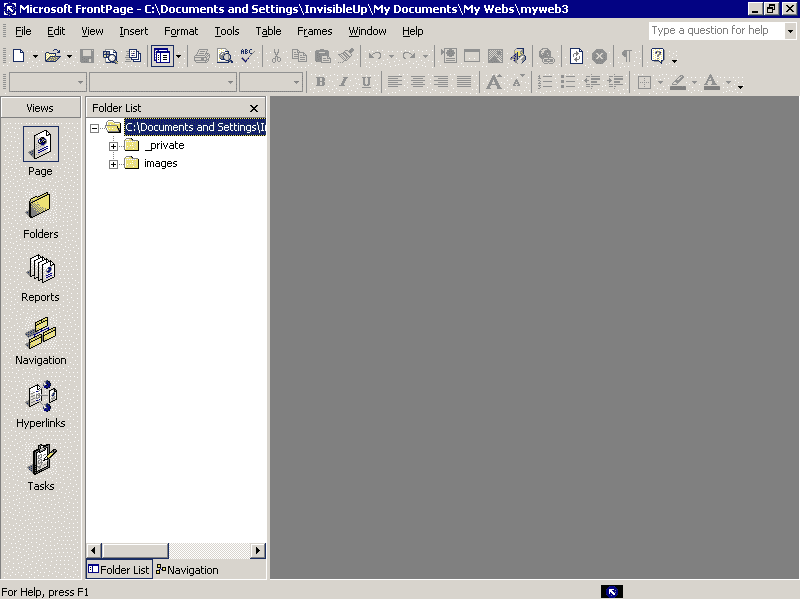 Microsoft FrontPage - C:\Documents and Settings\InvisibleUp\My Documents\My Webs\myweb3
File Edit View Insert Format Tools Table Frames Window Help Type a question for help
ABC
B I U A A A
Views
Folder List
C:\Documents and Settings\I
_private
images
Page
Folders
Reports
Navigation
Hyperlinks
Tasks
Folder List Navigation
For Help, press F1